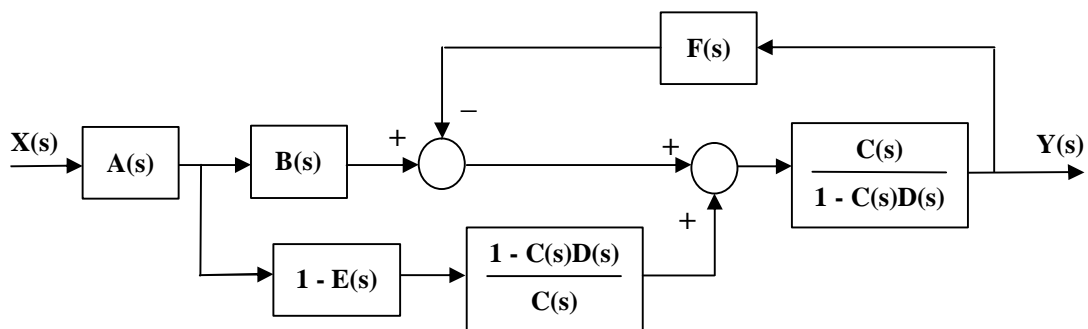 F(s)
−
X(s)
A(s)
B(s)
+
+
+
C(s)
1 - C(s)D(s)
Y(s)
1 - E(s)
1 - C(s)D(s)
C(s)